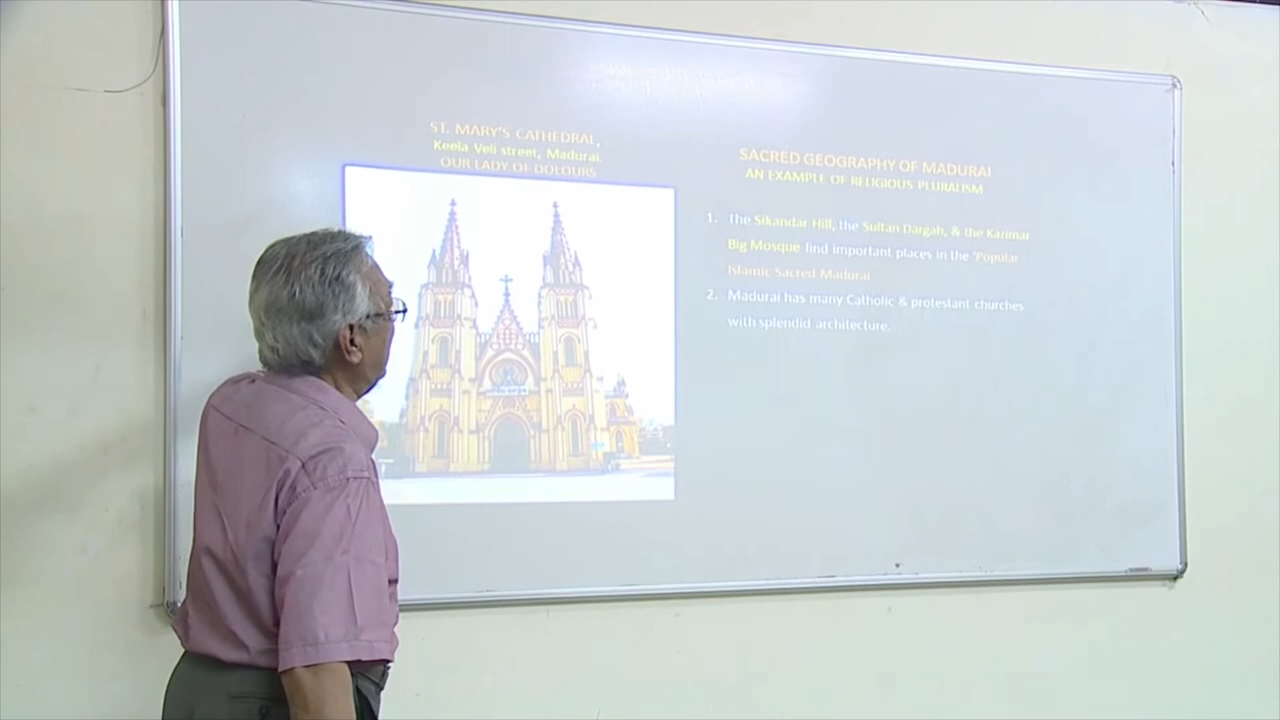 ST. MARY'S CATHEDRAL,
Keela Veli street, Madurai.
OUR LADY OF DOLOURS
SACRED GEOGRAPHY OF MADURAI
AN EXAMPLE OF RELIGIOUS PLURALISM
1. The Sikandar Hill, the Sultan Dargah, & the Kazimar
Big Mosque find important places in the 'Popular
Islamic Sacred Madurai
2. Madurai has many Catholic & protestant churches
with splendid architecture.